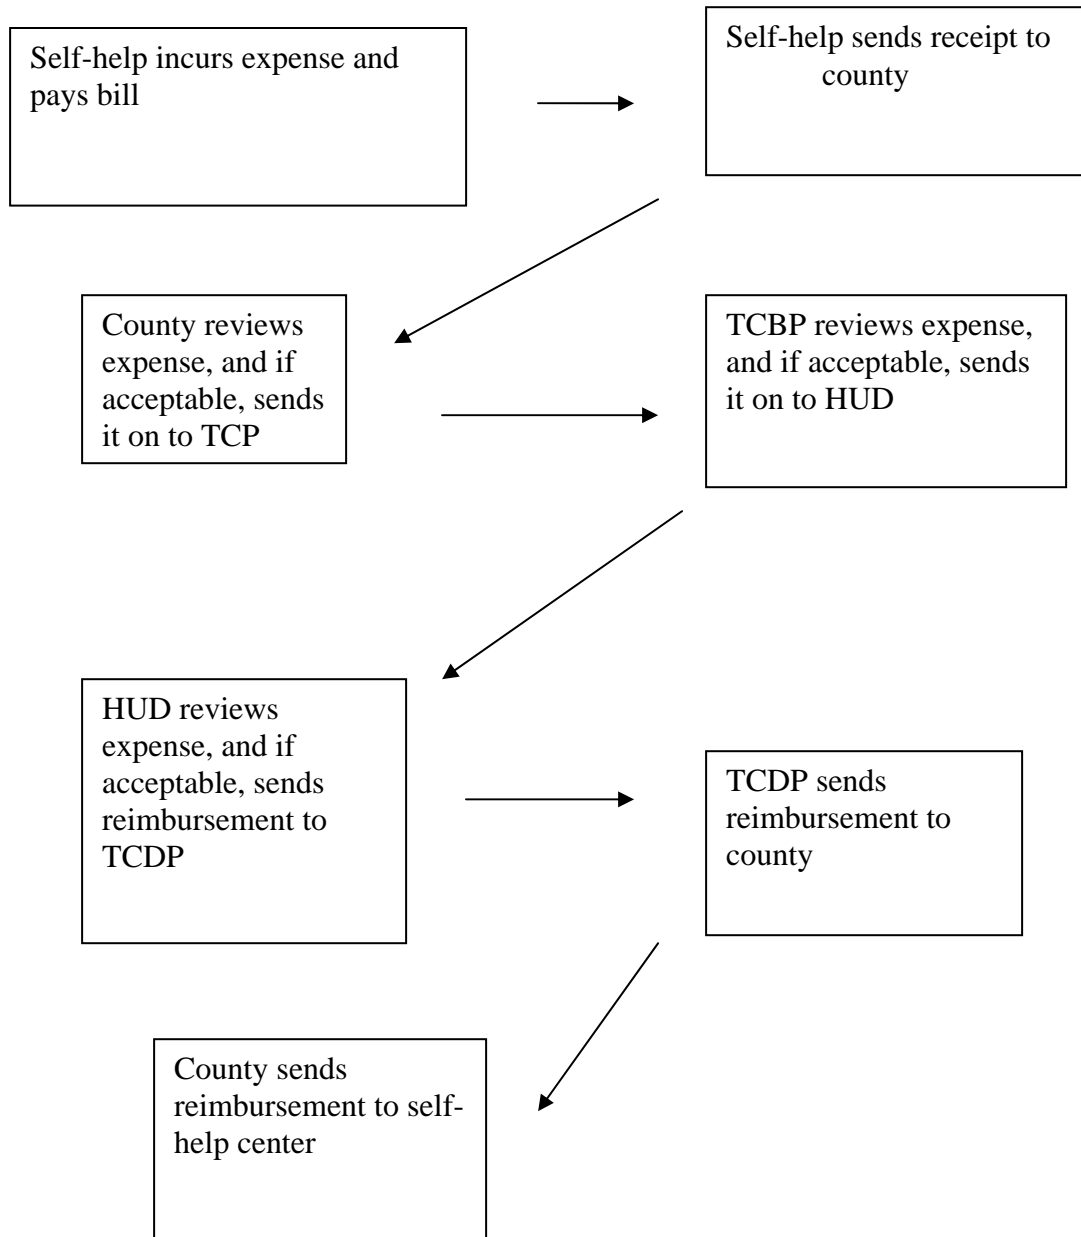 Self-help incurs expense and
pays bill
Self-help sends receipt to
county
County reviews
expense, and if
acceptable, sends
it on to TCP
TCBP reviews expense,
and if acceptable, sends
it on to HUD
HUD reviews
expense, and if
acceptable, sends
reimbursement to
TCDP
TCDP sends
reimbursement to
county
County sends
reimbursement to self-
help center